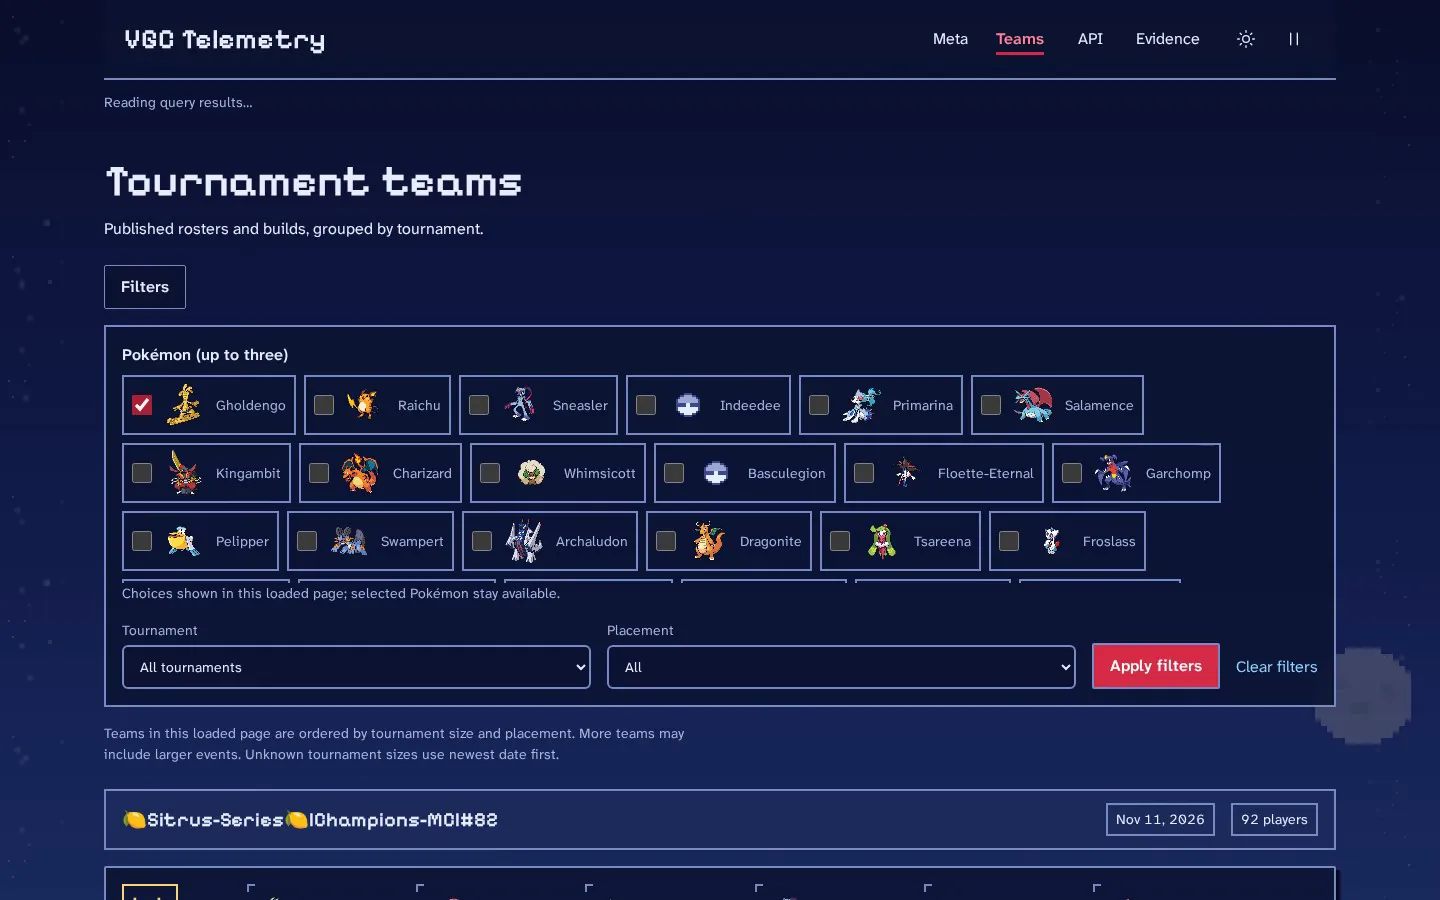 VGC Telemetry
Meta Teams API Evidence
Reading query results...
Tournament teams
Published rosters and builds, grouped by tournament.
Filters
Pokémon (up to three)
Gholdengo Raichu Sneasler Indeedee Primarina Salamence
Kingambit Charizard Whimsicott Basculegion Floette-Eternal Garchomp
Pelipper Swampert Archaludon Dragonite Tsareena Froslass
Choices shown in this loaded page; selected Pokémon stay available.
Tournament Placement
All tournaments All Apply filters Clear filters
Teams in this loaded page are ordered by tournament size and placement. More teams may
include larger events. Unknown tournament sizes use newest date first.
🍋Sitrus-Series🍋|Champions-MC|#82 Nov 11, 2026 92 players